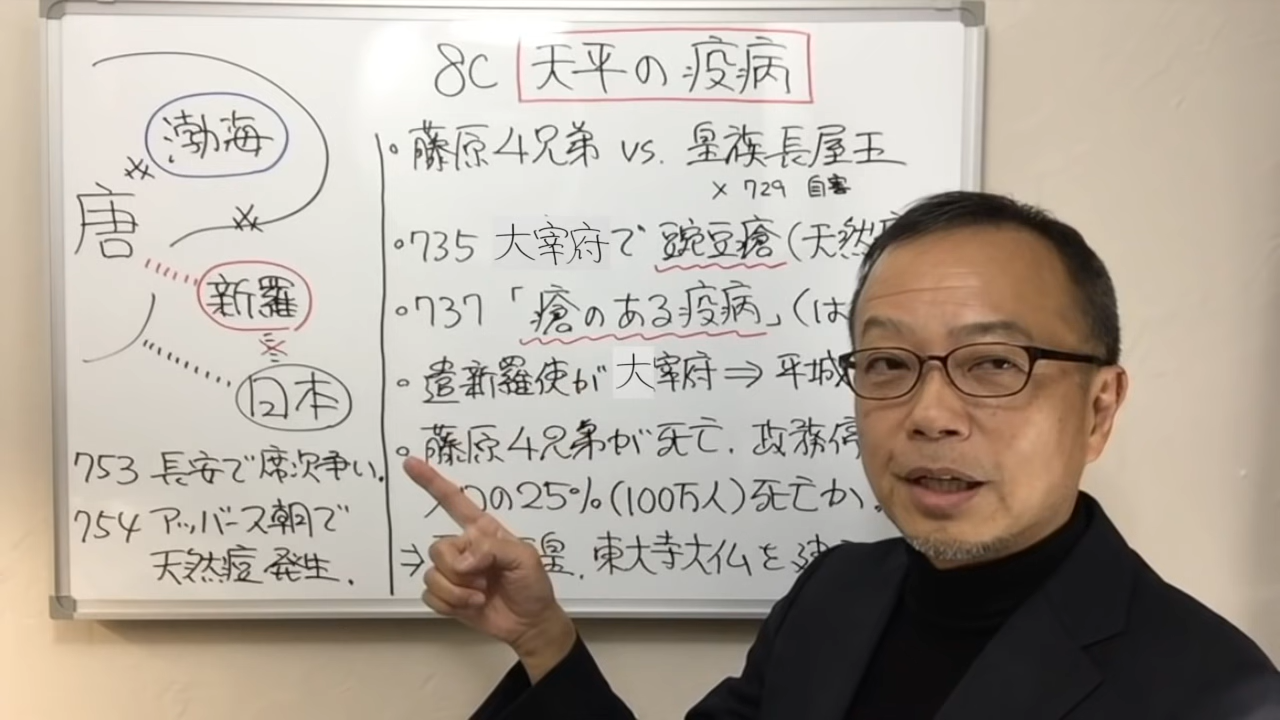 8C 天平の疫病
渤海
唐
新羅
日本
753 長安で席次争い.
754 アッバース朝で
天然痘発生.
・藤原4兄弟 vs. 皇族長屋王
× 729 自害
・735 大宰府で豌豆瘡(天然
・737「瘡のある疫病」(は
・遣新羅使が大宰府⇒平城
・藤原4兄弟が死亡.政務停
の25%(100万人)死亡か.
⇒ 皇.東大寺大仏を建